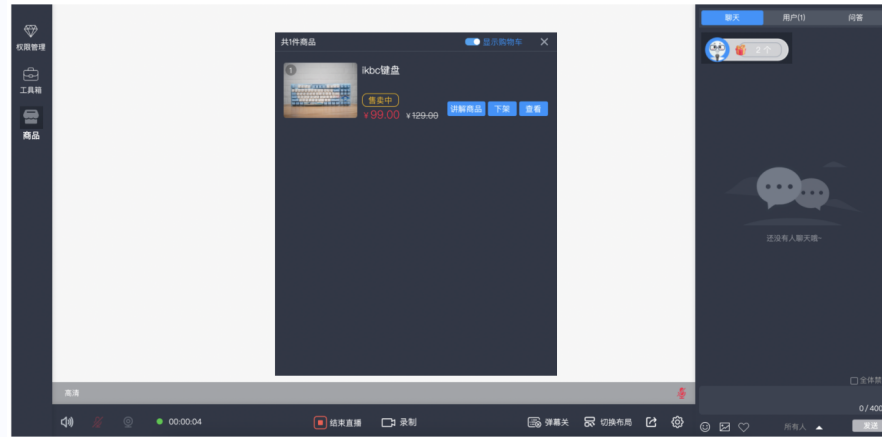 权限管理
工具箱
商品
共1件商品
显示购物车
1
ikbc键盘
售卖中
¥99.00 ¥129.00
讲解商品 下架 查看
高清
00:00:04
结束直播
录制
弹幕关
切换布局
聊天 用户(1) 问答
2 个
还没有人聊天哦~
全体禁
0/400
所有人
发送